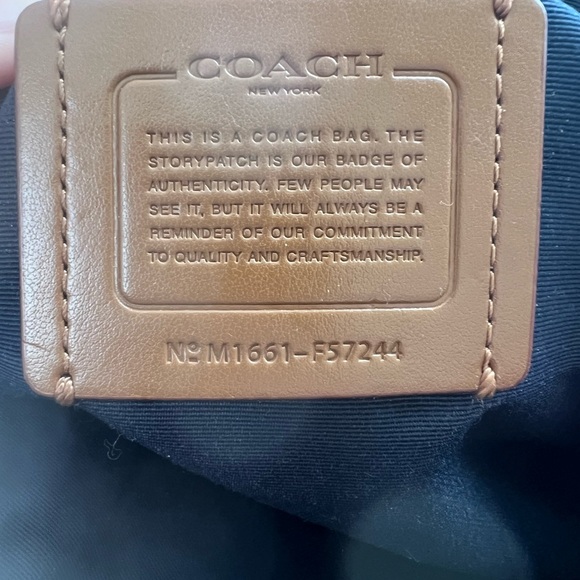 COACH
NEW YORK
THIS IS A COACH BAG. THE
STORYPATCH IS OUR BADGE OF
AUTHENTICITY. FEW PEOPLE MAY
SEE IT, BUT IT WILL ALWAYS BE A
REMINDER OF OUR COMMITMENT
TO QUALITY AND CRAFTSMANSHIP.
Nº M1661-F57244